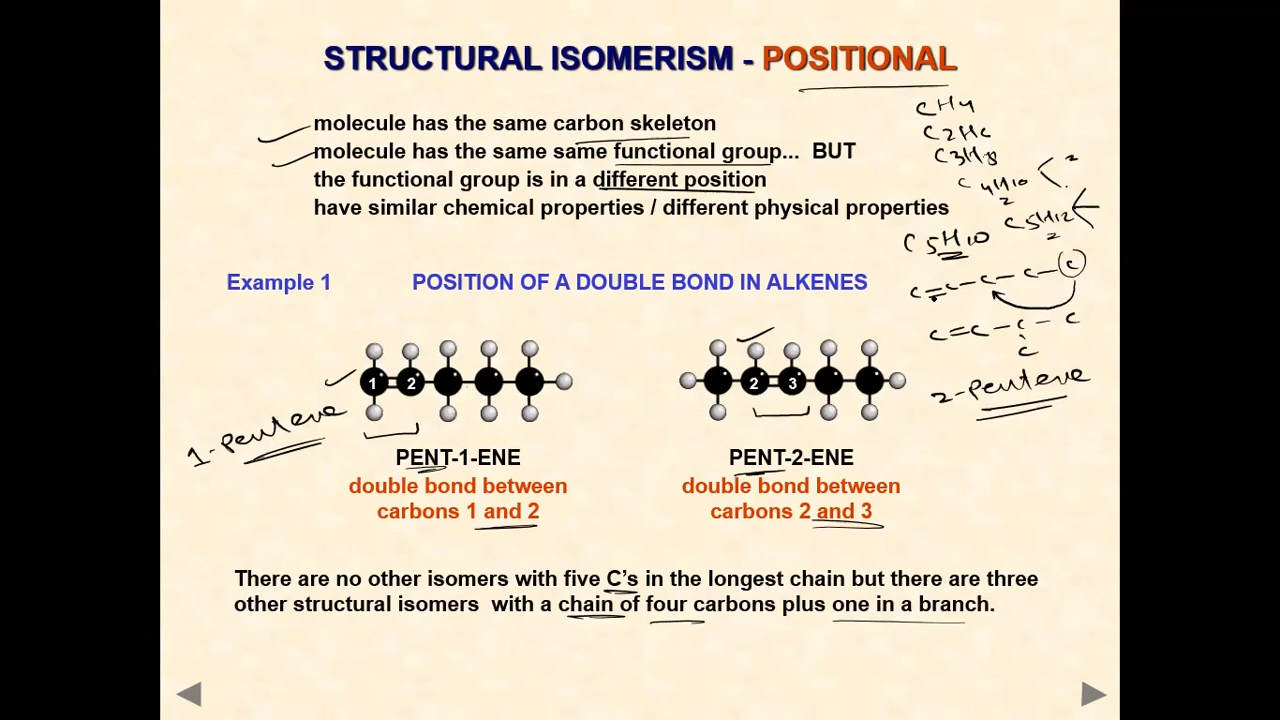 STRUCTURAL ISOMERISM - POSITIONAL
molecule has the same carbon skeleton
molecule has the same same functional group... BUT
the functional group is in a different position
have similar chemical properties / different physical properties
CH4
C2H6
C3H8
C4H10
2
2
C5H12
2
C5H10
C=C-C-C-C
C=C-C-C
C
2-pentene
Example 1
POSITION OF A DOUBLE BOND IN ALKENES
1 2
2 3
1-pentene
PENT-1-ENE
double bond between
carbons 1 and 2
PENT-2-ENE
double bond between
carbons 2 and 3
There are no other isomers with five C's in the longest chain but there are three
other structural isomers with a chain of four carbons plus one in a branch.